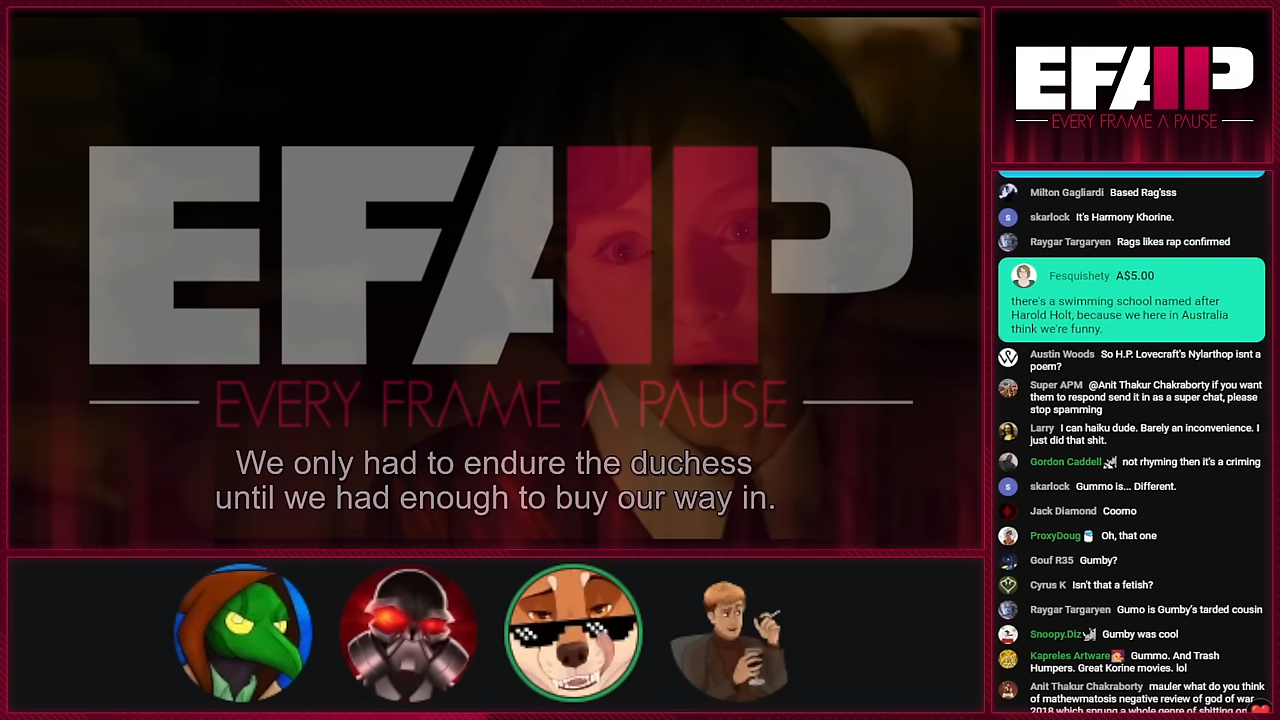 EFAP
EVERY FRAME A PAUSE
We only had to endure the duchess
until we had enough to buy our way in.
EFAP
EVERY FRAME A PAUSE
Milton Gagliardi Based Rag'sss
s skarlock It's Harmony Khorine.
Raygar Targaryen Rags likes rap confirmed
Fesquishety A$5.00
there's a swimming school named after
Harold Holt, because we here in Australia
think we're funny.
Austin Woods So H.P. Lovecraft's Nylarthop isnt a
poem?
Super APM @Anit Thakur Chakraborty if you want
them to respond send it in as a super chat, please
stop spamming
Larry I can haiku dude. Barely an inconvenience. I
just did that shit.
Gordon Caddell not rhyming then it's a criming
s skarlock Gummo is... Different.
Jack Diamond Coomo
ProxyDoug Oh, that one
Gouf R35 Gumby?
Cyrus K Isn't that a fetish?
Raygar Targaryen Gumo is Gumby's tarded cousin
Snoopy.Diz Gumby was cool
Kapreles Artware Gummo. And Trash
Humpers. Great Korine movies. lol
Anit Thakur Chakraborty mauler what do you think
of mathewmatosis negative review of god of war
2018 which sprung a whole genre of shitting on